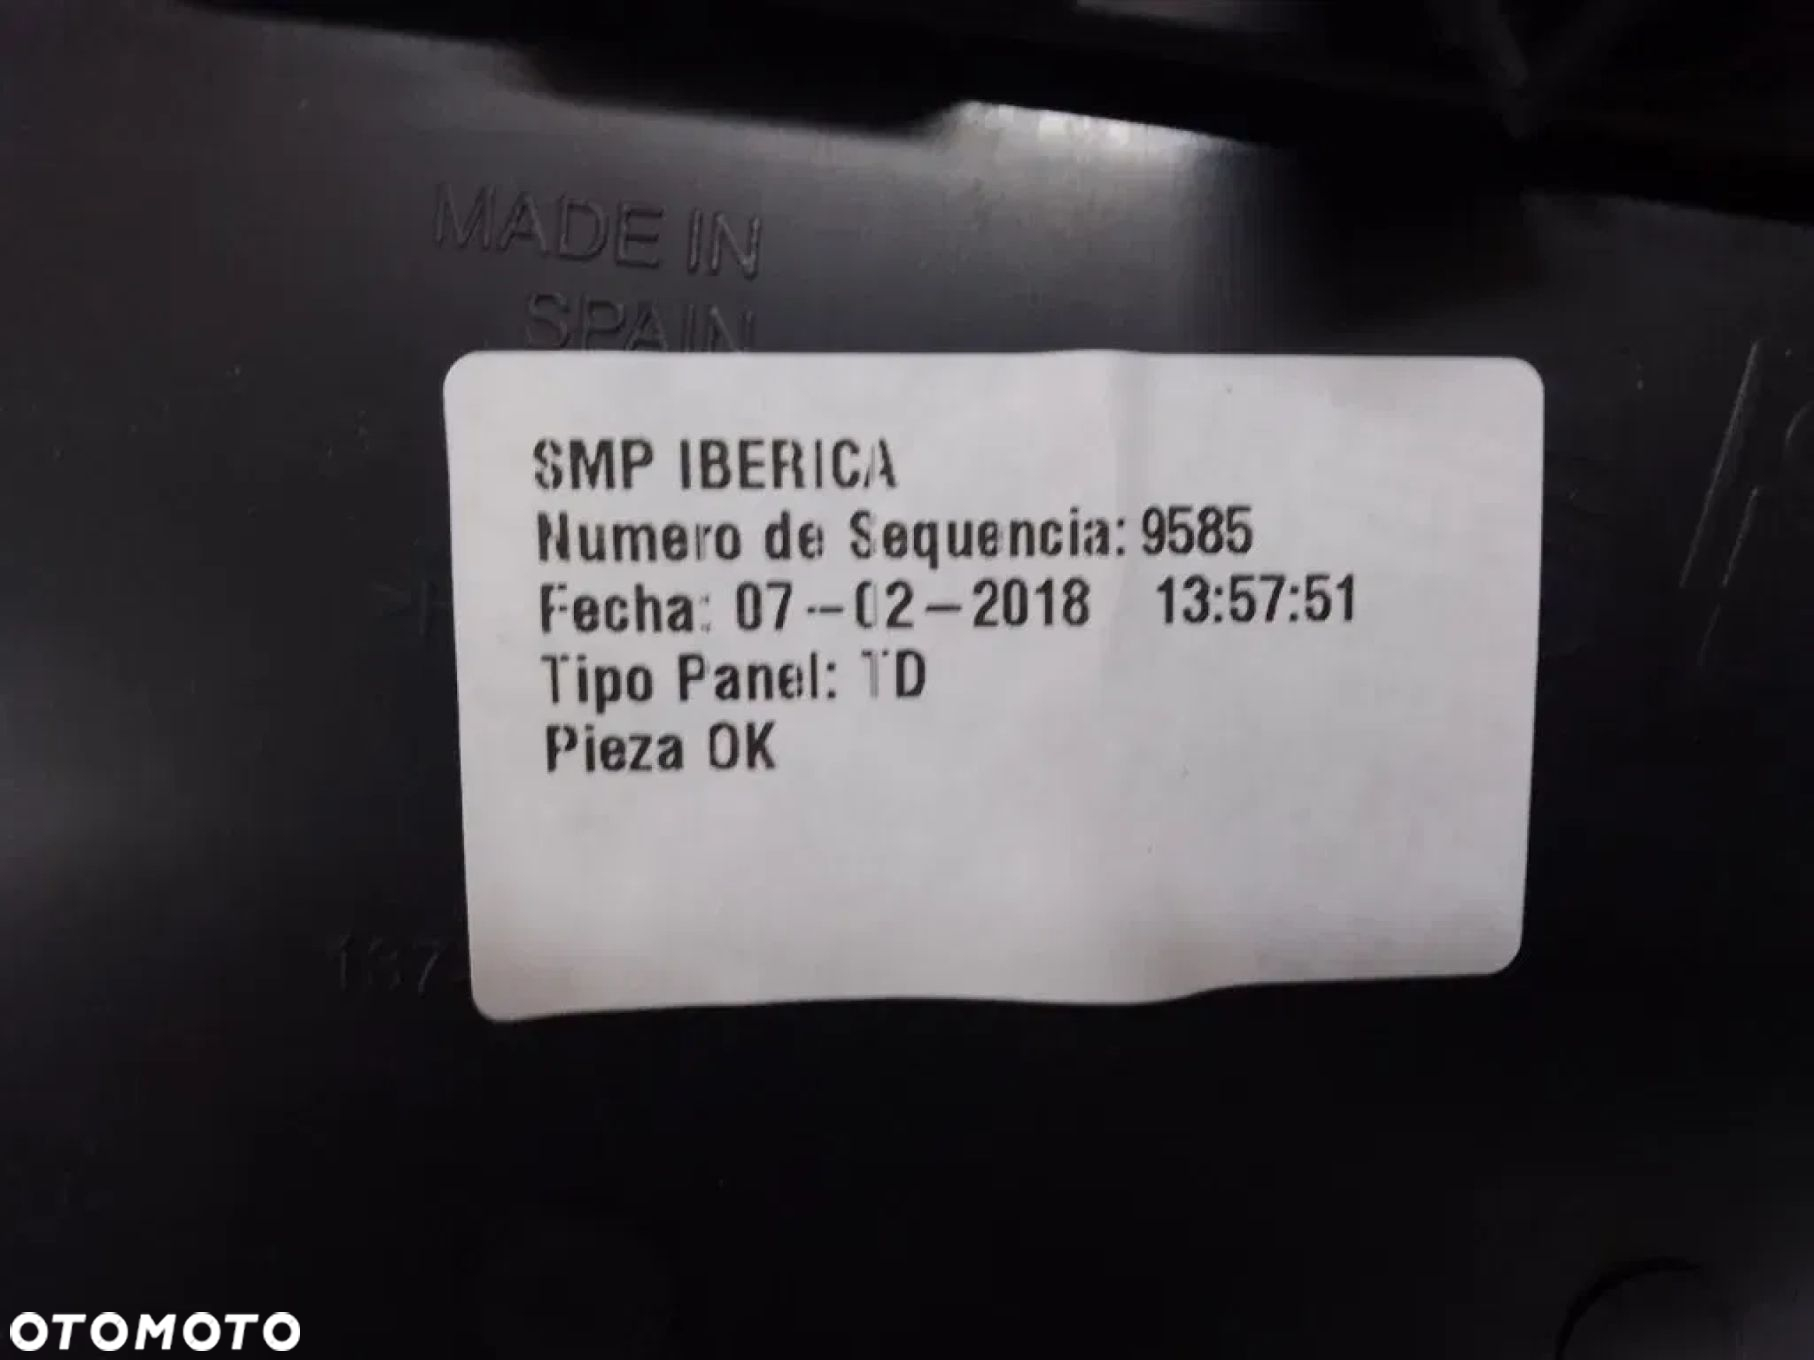 MADE IN
SPAIN
SMP IBERICA
Numero de Sequencia: 9585
Fecha: 07-02-2018 13:57:51
Tipo Panel: TD
Pieza OK
OTOMOTO